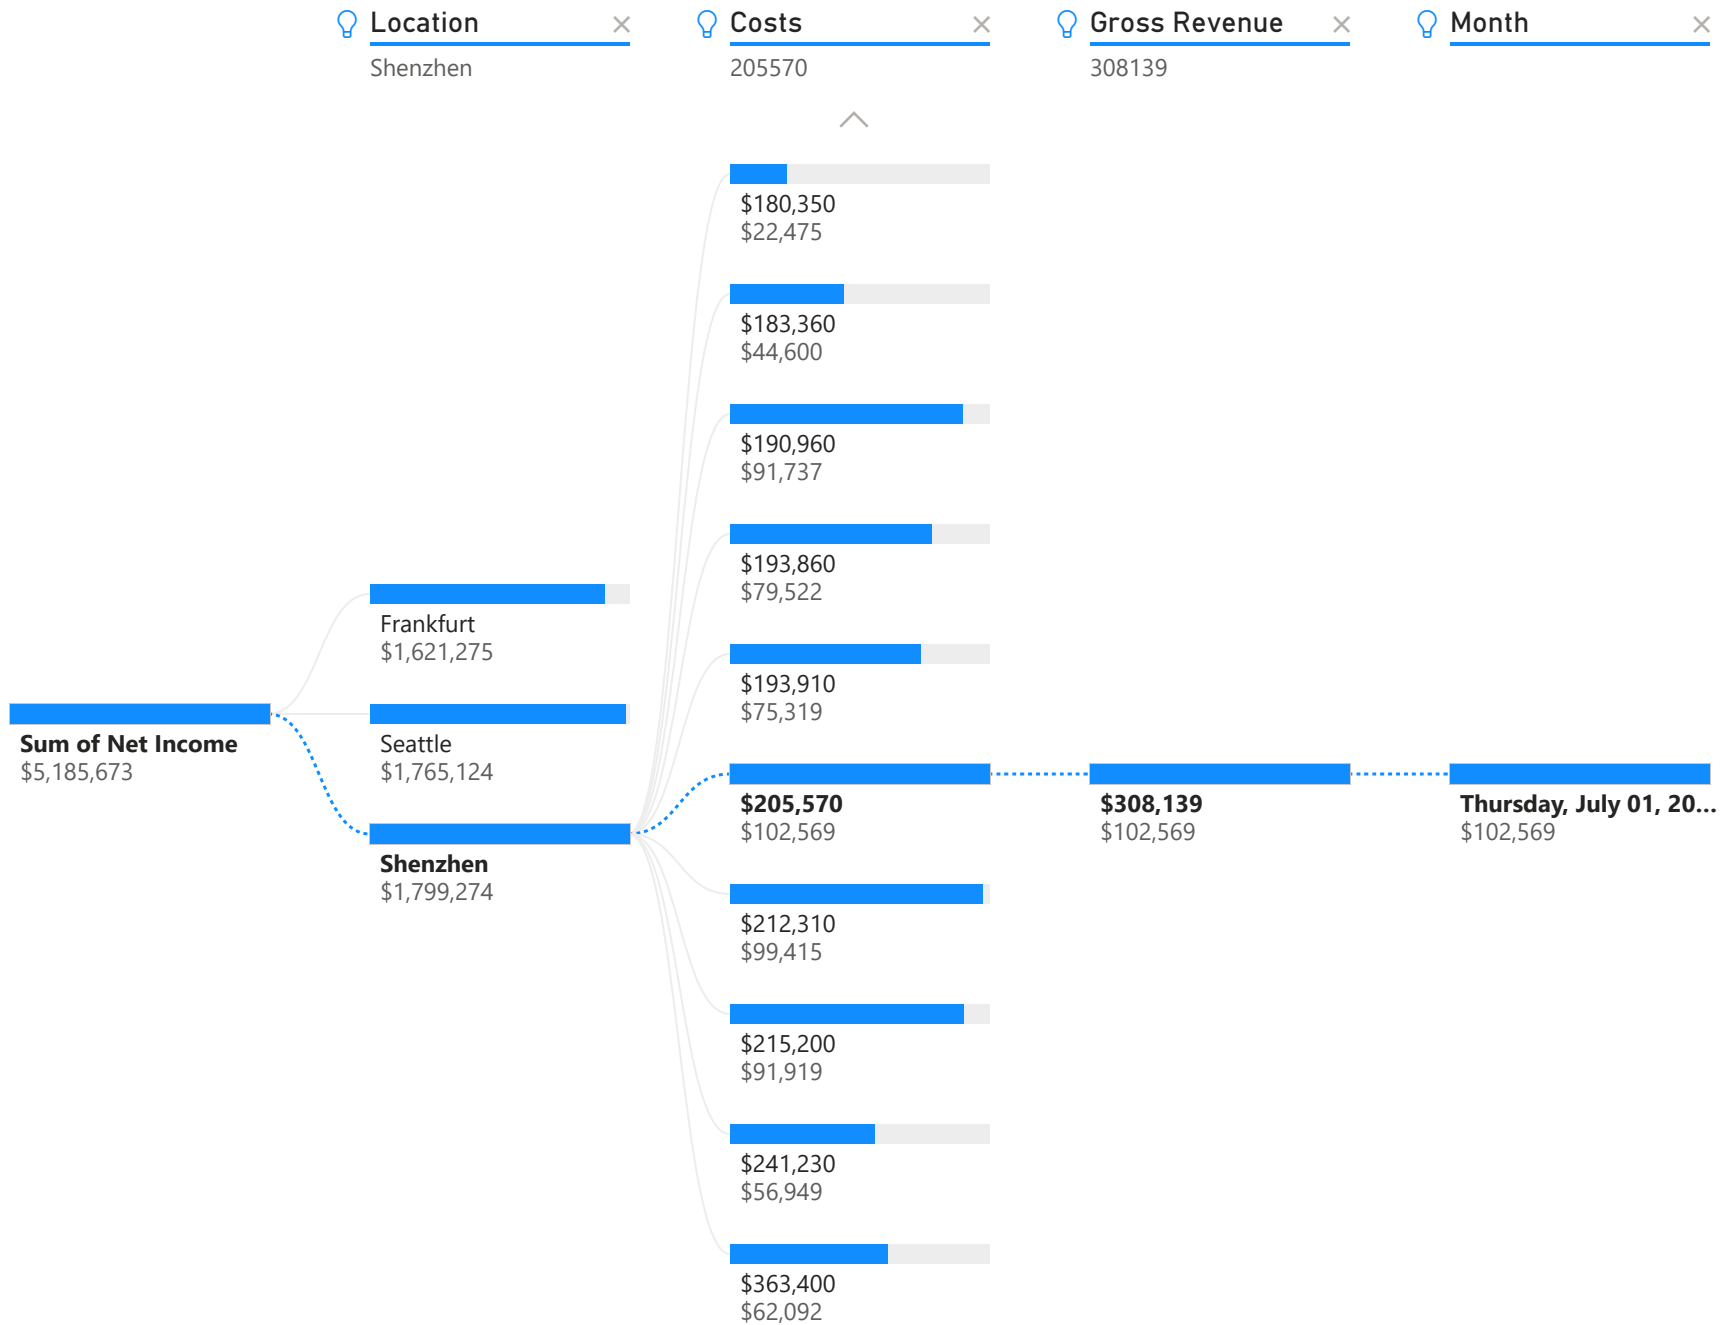 Location
Costs
Gross Revenue
Month
Shenzhen
205570
308139
$180,350
$22,475
$183,360
$44,600
$190,960
$91,737
$193,860
$79,522
Frankfurt
$1,621,275
$193,910
$75,319
Sum of Net Income
$5,185,673
Seattle
$1,765,124
$205,570
$102,569
$308,139
$102,569
Thursday, July 01, 20...
$102,569
Shenzhen
$1,799,274
$212,310
$99,415
$215,200
$91,919
$241,230
$56,949
$363,400
$62,092